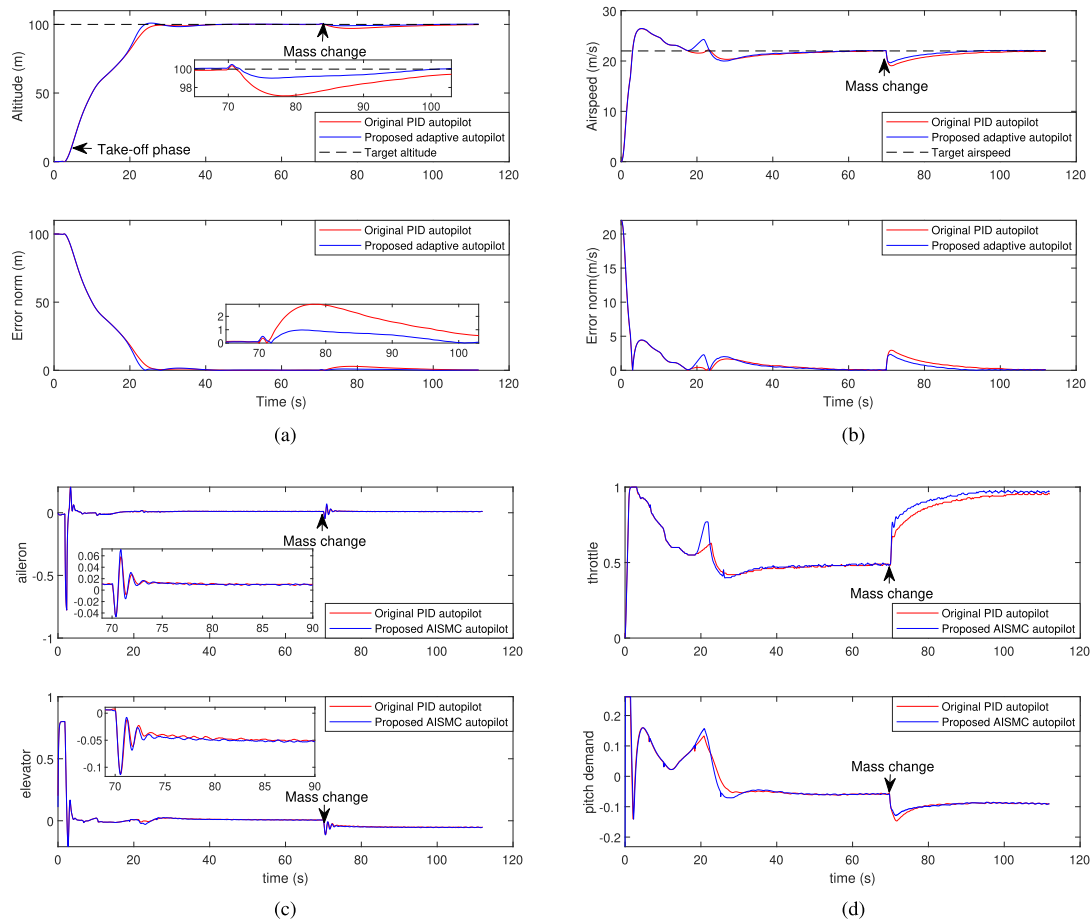 100
50
0
Altitude (m)
0 20 40 60 80 100 120
Take-off phase
Mass change
100
98
70 80 90 100
Original PID autopilot
Proposed adaptive autopilot
Target altitude
100
50
0
Error norm (m)
0 20 40 60 80 100 120
Time (s)
Original PID autopilot
Proposed adaptive autopilot
2
1
70 80 90 100
(a)
30
20
10
0
Airspeed (m/s)
0 20 40 60 80 100 120
Mass change
Original PID autopilot
Proposed adaptive autopilot
Target airspeed
20
15
10
5
0
Error norm(m/s)
0 20 40 60 80 100 120
Time (s)
Original PID autopilot
Proposed adaptive autopilot
(b)
0
-0.5
-1
aileron
0 20 40 60 80 100 120
Mass change
0.06
0.04
0.02
0
-0.02
-0.04
70 75 80 85 90
Original PID autopilot
Proposed AISMC autopilot
1
0.5
0
elevator
0 20 40 60 80 100 120
time (s)
0
-0.05
-0.1
70 75 80 85 90
Original PID autopilot
Proposed AISMC autopilot
Mass change
(c)
1
0.5
0
throttle
0 20 40 60 80 100 120
Mass change
Original PID autopilot
Proposed AISMC autopilot
0.2
0.1
0
-0.1
-0.2
pitch demand
0 20 40 60 80 100 120
time (s)
Original PID autopilot
Proposed AISMC autopilot
Mass change
(d)